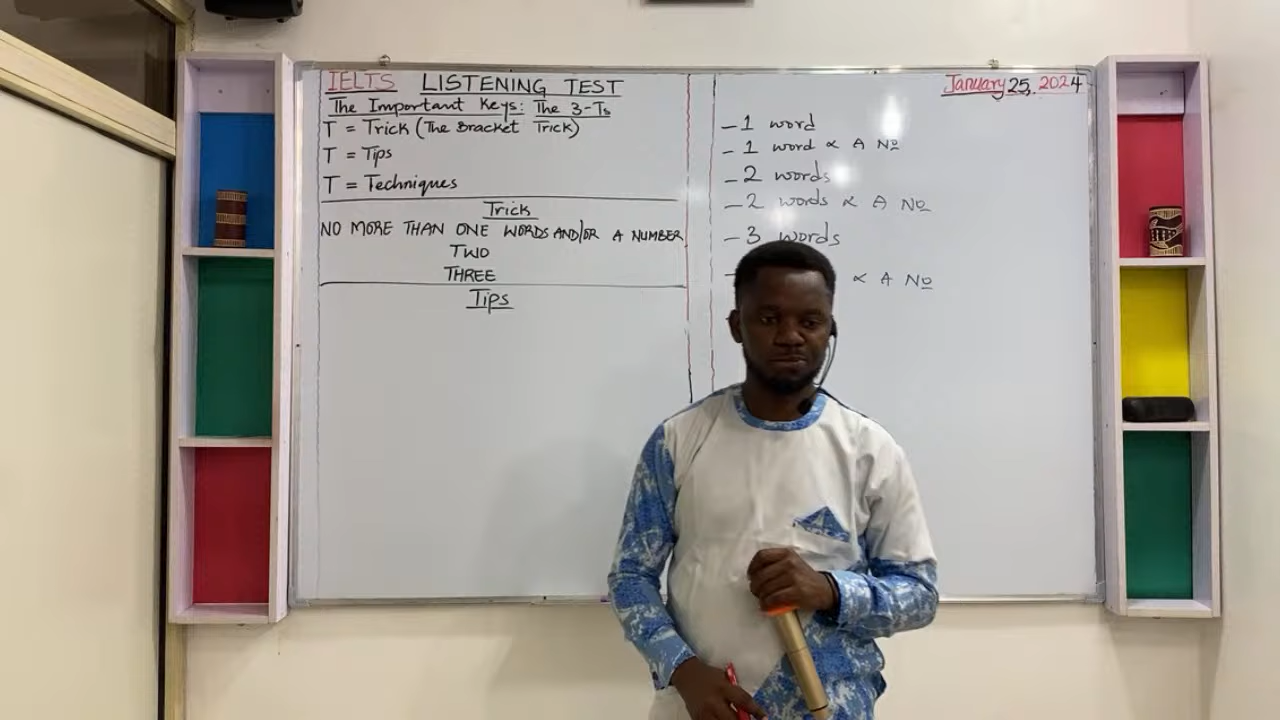 IELTS LISTENING TEST
The Important Keys: The 3-Ts
T = Trick (The Bracket Trick)
T = Tips
T = Techniques
Trick
NO MORE THAN ONE WORDS AND/OR A NUMBER
TWO
THREE
Tips
January 25, 2024
- 1 word
- 1 word & A No
- 2 words
- 2 words & A No
- 3 words
& A No